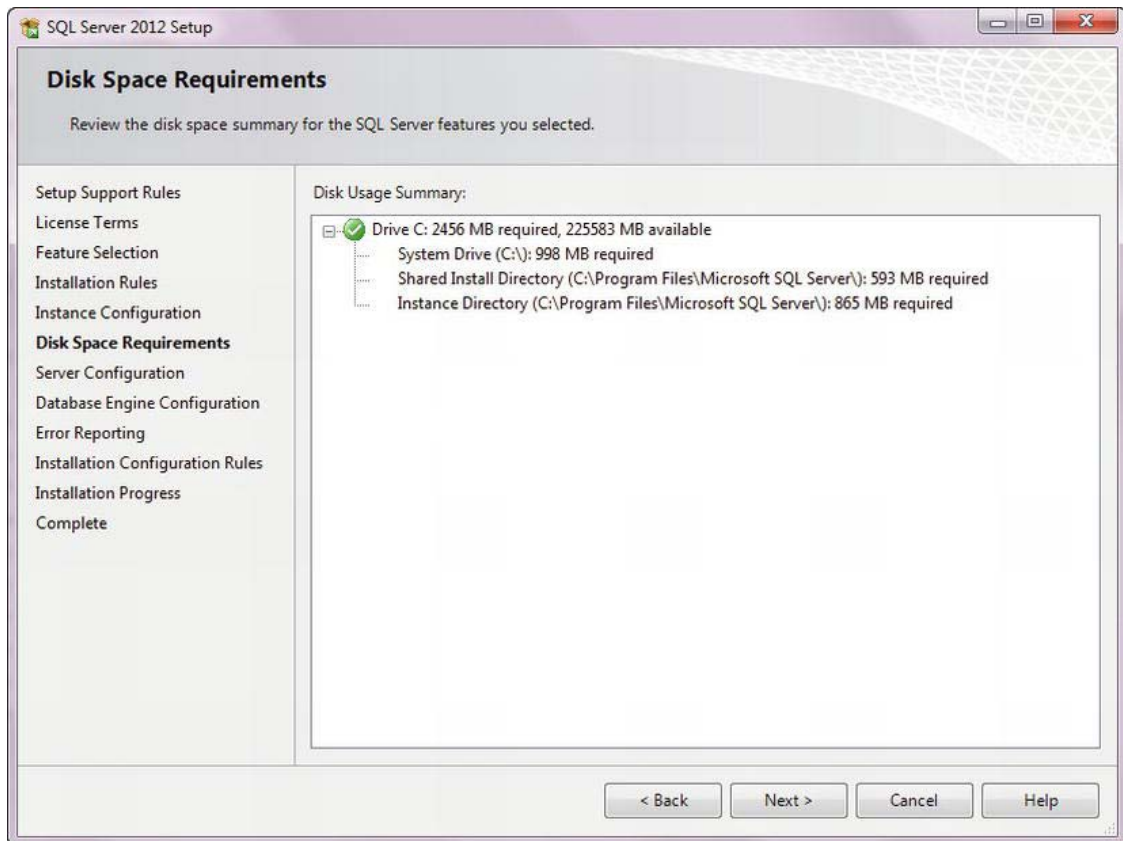 SQL Server 2012 Setup
Disk Space Requirements
Review the disk space summary for the SQL Server features you selected.
Setup Support Rules
License Terms
Feature Selection
Installation Rules
Instance Configuration
Disk Space Requirements
Server Configuration
Database Engine Configuration
Error Reporting
Installation Configuration Rules
Installation Progress
Complete
Disk Usage Summary:
Drive C: 2456 MB required, 225583 MB available
System Drive (C:\): 998 MB required
Shared Install Directory (C:\Program Files\Microsoft SQL Server\): 593 MB required
Instance Directory (C:\Program Files\Microsoft SQL Server\): 865 MB required
< Back Next > Cancel Help